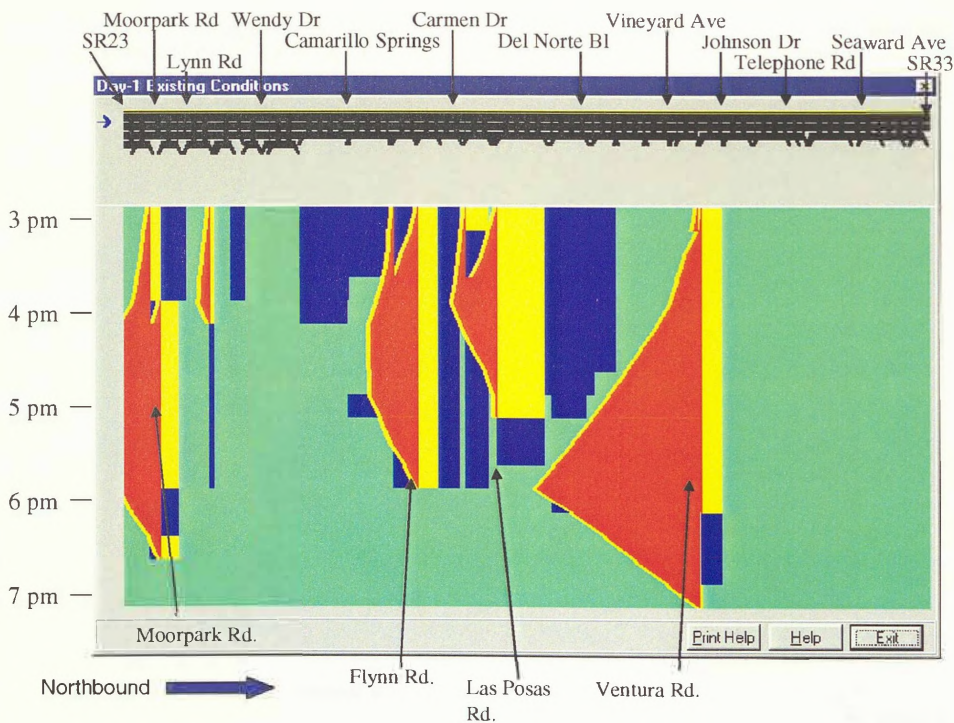 Moorpark Rd Wendy Dr Carmen Dr Vineyard Ave
SR23 Camarillo Springs Del Norte Bl Johnson Dr Seaward Ave
Lynn Rd Telephone Rd SR33
Day-1 Existing Conditions
3 pm
4 pm
5 pm
6 pm
7 pm
Moorpark Rd.
Print Help Help Exit
Northbound
Flynn Rd.
Las Posas
Rd.
Ventura Rd.